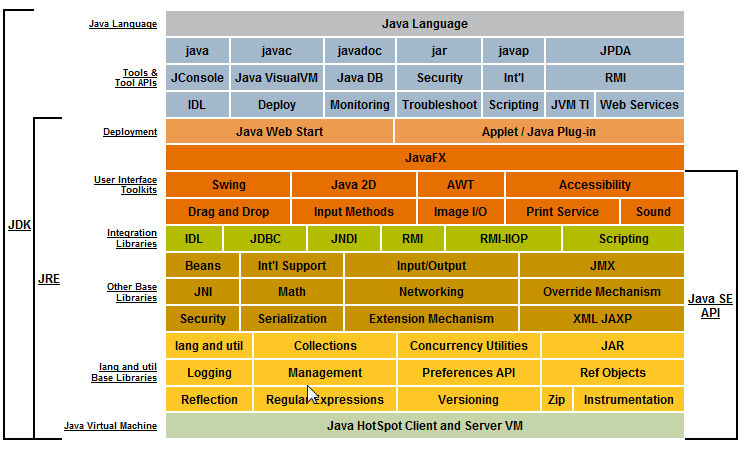 Java Language Java Language
java javac javadoc jar javap JPDA
Tools &
Tool APIs
JConsole Java VisualVM Java DB Security Int'l RMI
IDL Deploy Monitoring Troubleshoot Scripting JVM TI Web Services
Deployment Java Web Start Applet / Java Plug-in
JavaFX
User Interface
Toolkits
Swing Java 2D AWT Accessibility
Drag and Drop Input Methods Image I/O Print Service Sound
Integration
Libraries
IDL JDBC JNDI RMI RMI-IIOP Scripting
JDK
JRE
Beans Int'l Support Input/Output JMX
Other Base
Libraries
JNI Math Networking Override Mechanism
Security Serialization Extension Mechanism XML JAXP
Java SE
API
lang and util Collections Concurrency Utilities JAR
lang and util
Base Libraries
Logging Management Preferences API Ref Objects
Reflection Regular Expressions Versioning Zip Instrumentation
Java Virtual Machine Java HotSpot Client and Server VM